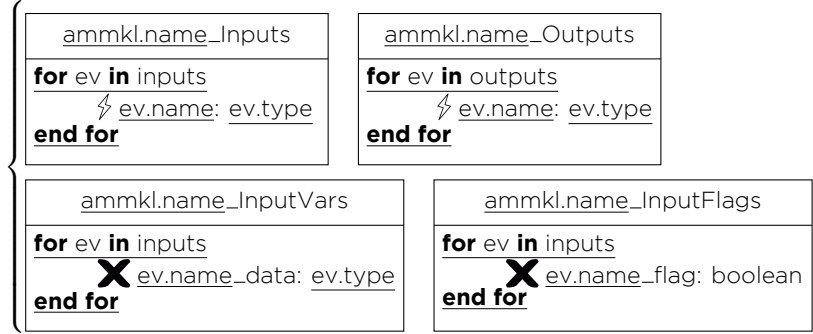 ammkl.name_Inputs
for ev in inputs
ev.name: ev.type
end for
ammkl.name_Outputs
for ev in outputs
ev.name: ev.type
end for
ammkl.name_InputVars
for ev in inputs
ev.name_data: ev.type
end for
ammkl.name_InputFlags
for ev in inputs
ev.name_flag: boolean
end for